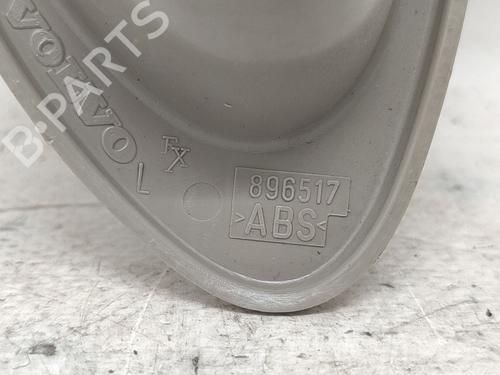 VOLVO
L
FX
896517
>ABS<
B·PARTS